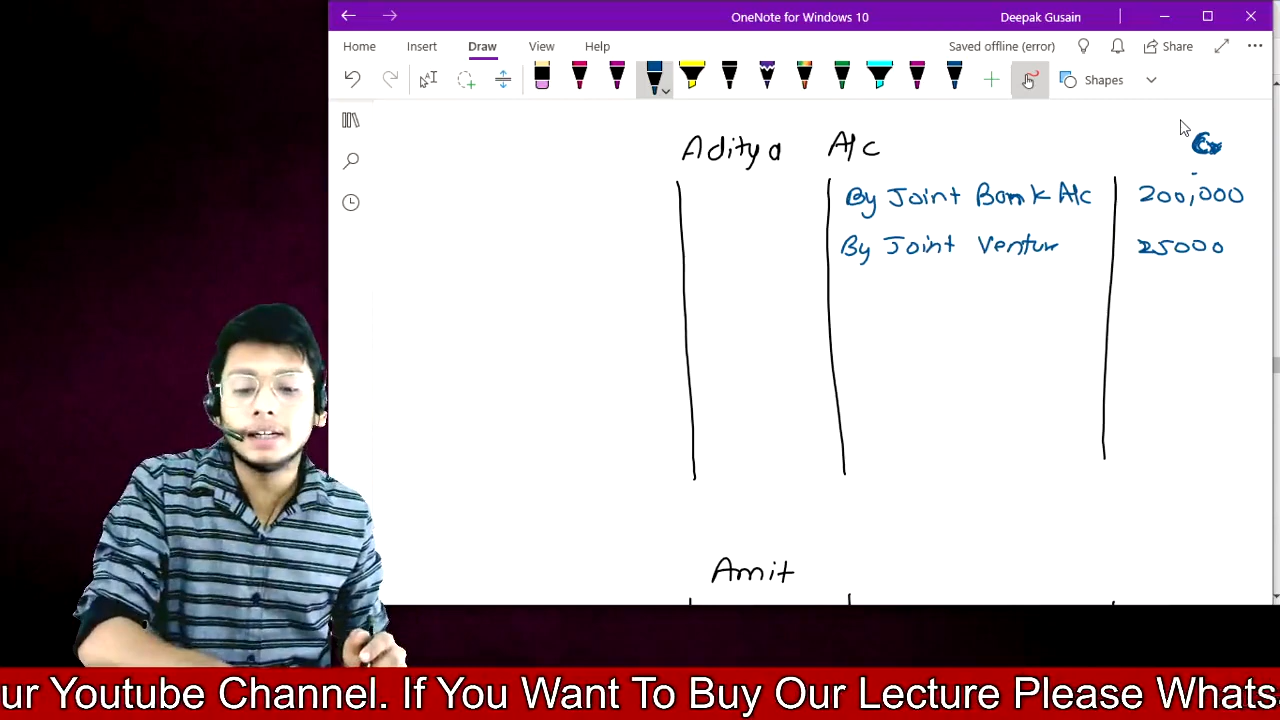 OneNote for Windows 10
Deepak Gusain
Home Insert Draw View Help
Saved offline (error)
Share
Shapes
Aditya A/c
By Joint Bank A/c 200,000
By Joint Ventur 25000
Amit
ur Youtube Channel. If You Want To Buy Our Lecture Please Whats